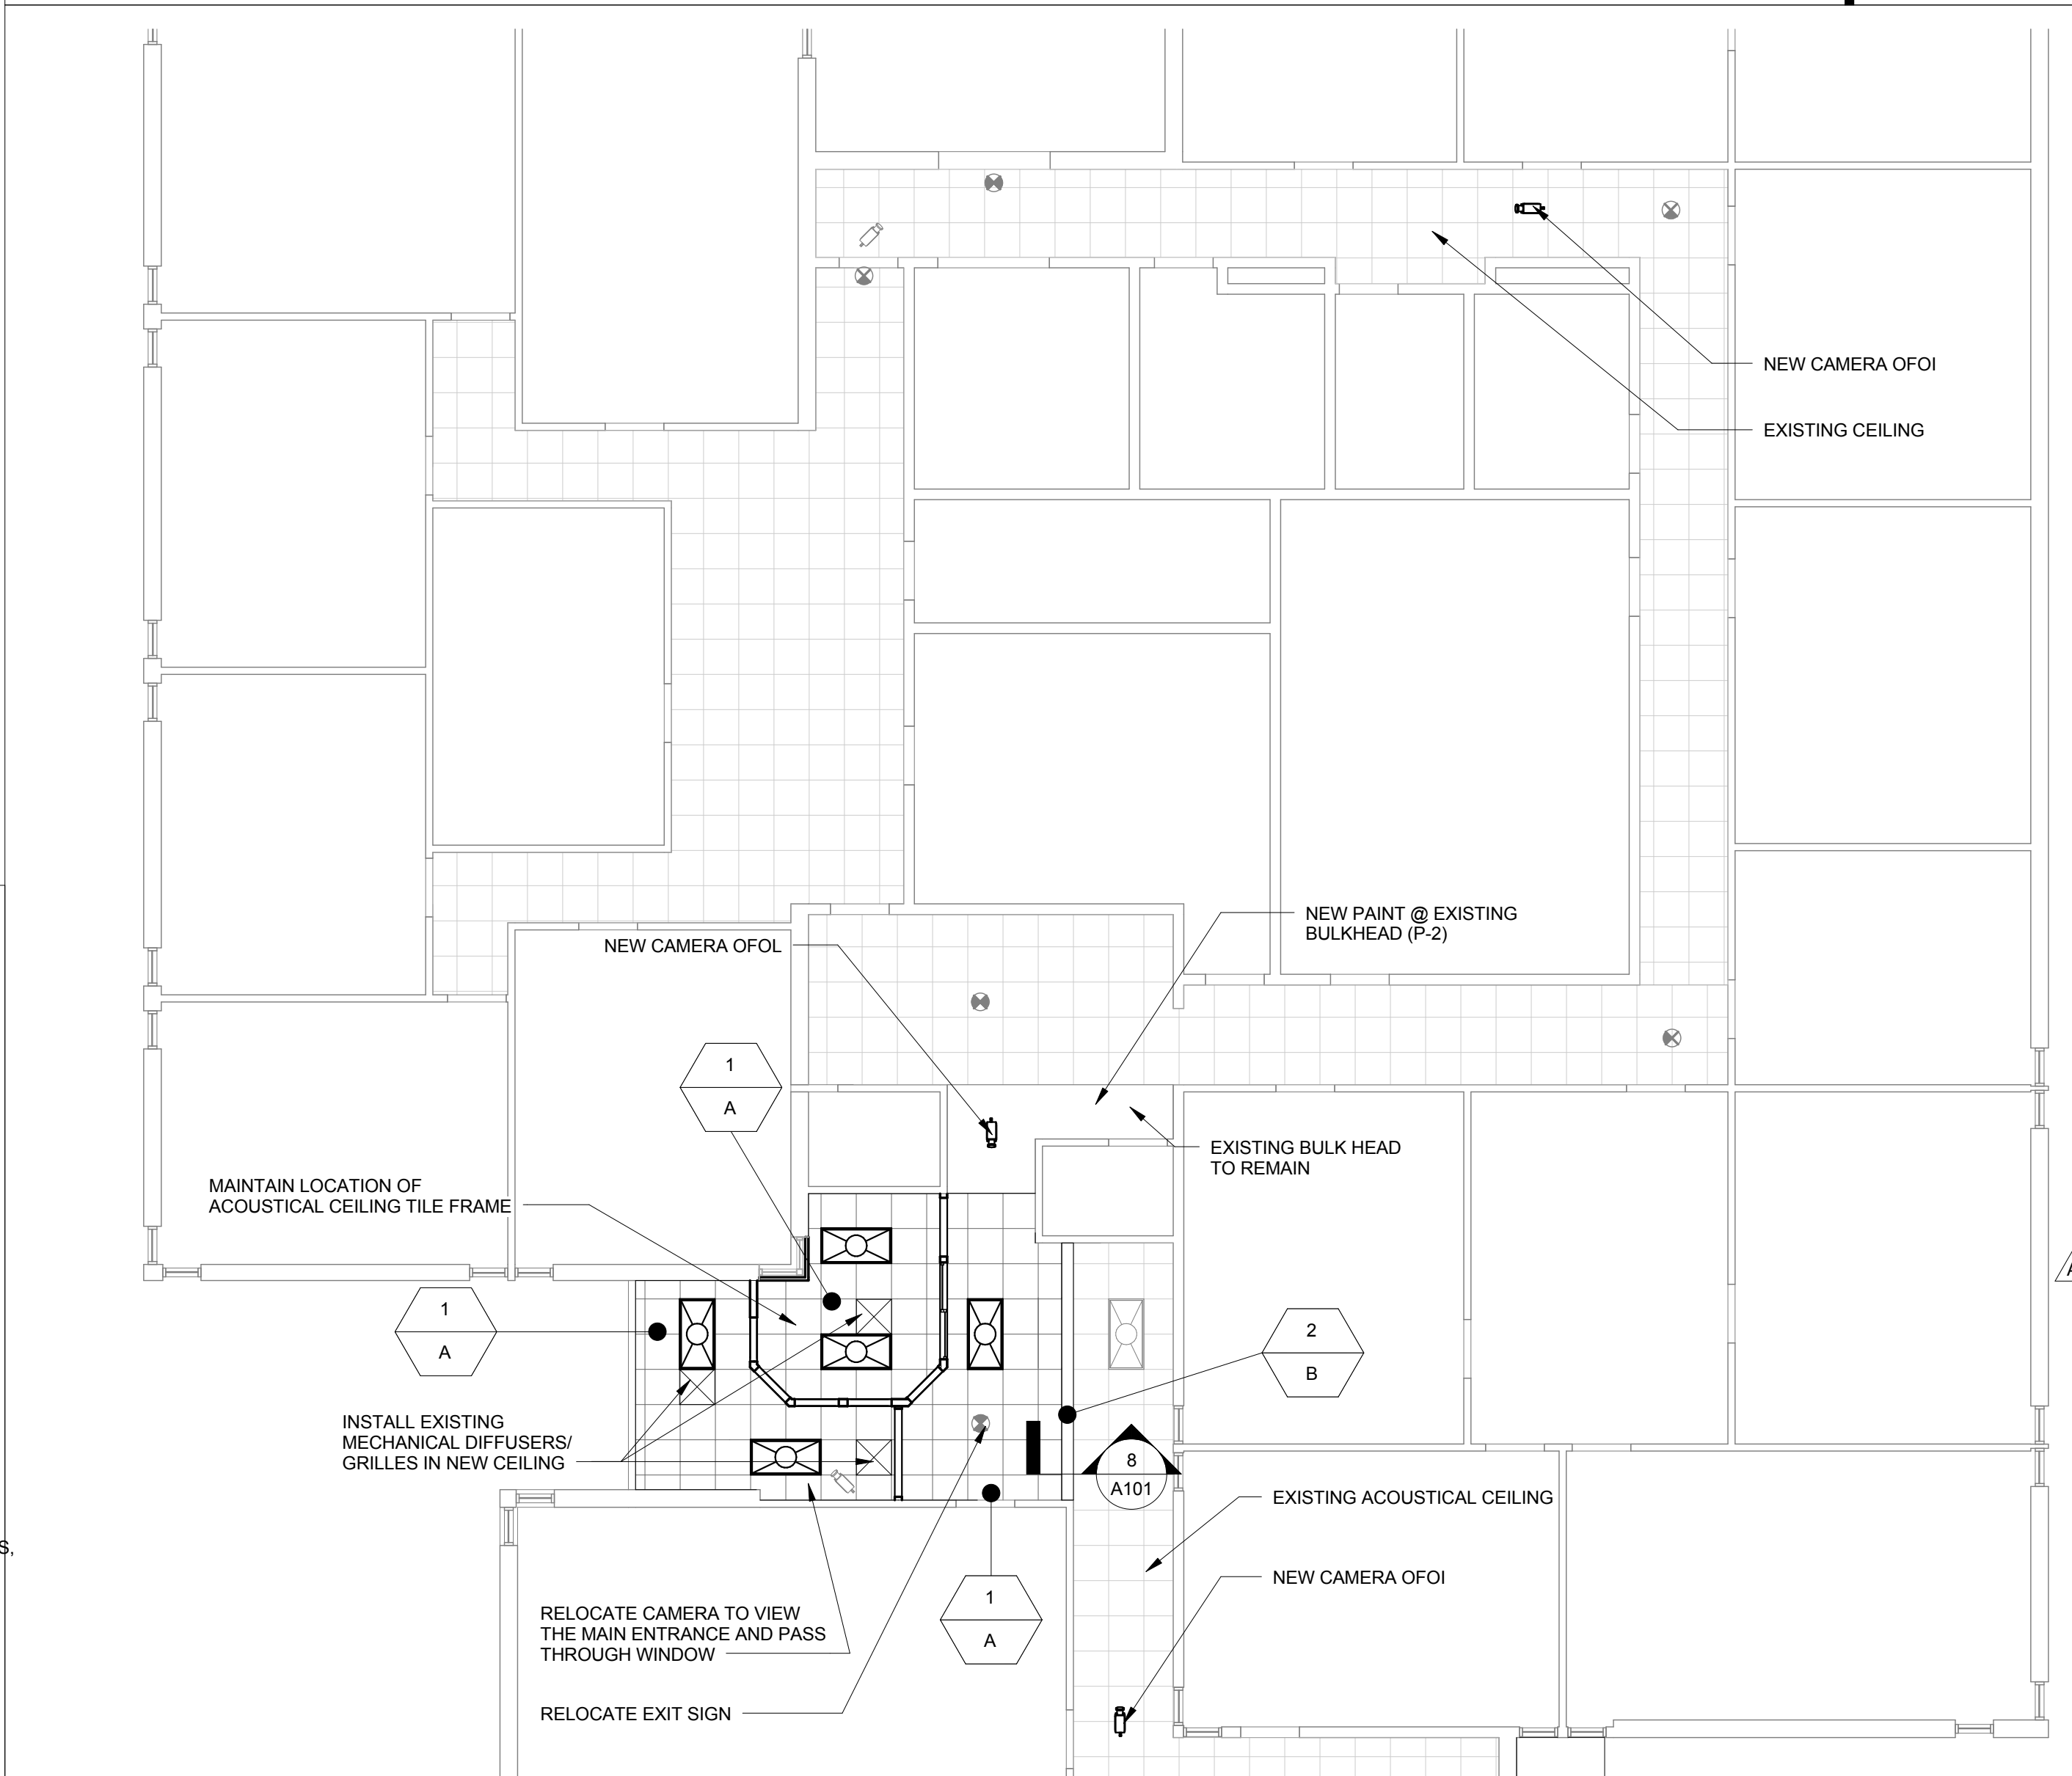 NEW CAMERA OFOI
EXISTING CEILING
NEW PAINT @ EXISTING
BULKHEAD (P-2)
NEW CAMERA OFOL
1
A
EXISTING BULK HEAD
TO REMAIN
MAINTAIN LOCATION OF
ACOUSTICAL CEILING TILE FRAME
1
A
2
B
INSTALL EXISTING
MECHANICAL DIFFUSERS/
GRILLES IN NEW CEILING
8
A101
EXISTING ACOUSTICAL CEILING
S,
NEW CAMERA OFOI
1
A
RELOCATE CAMERA TO VIEW
THE MAIN ENTRANCE AND PASS
THROUGH WINDOW
RELOCATE EXIT SIGN